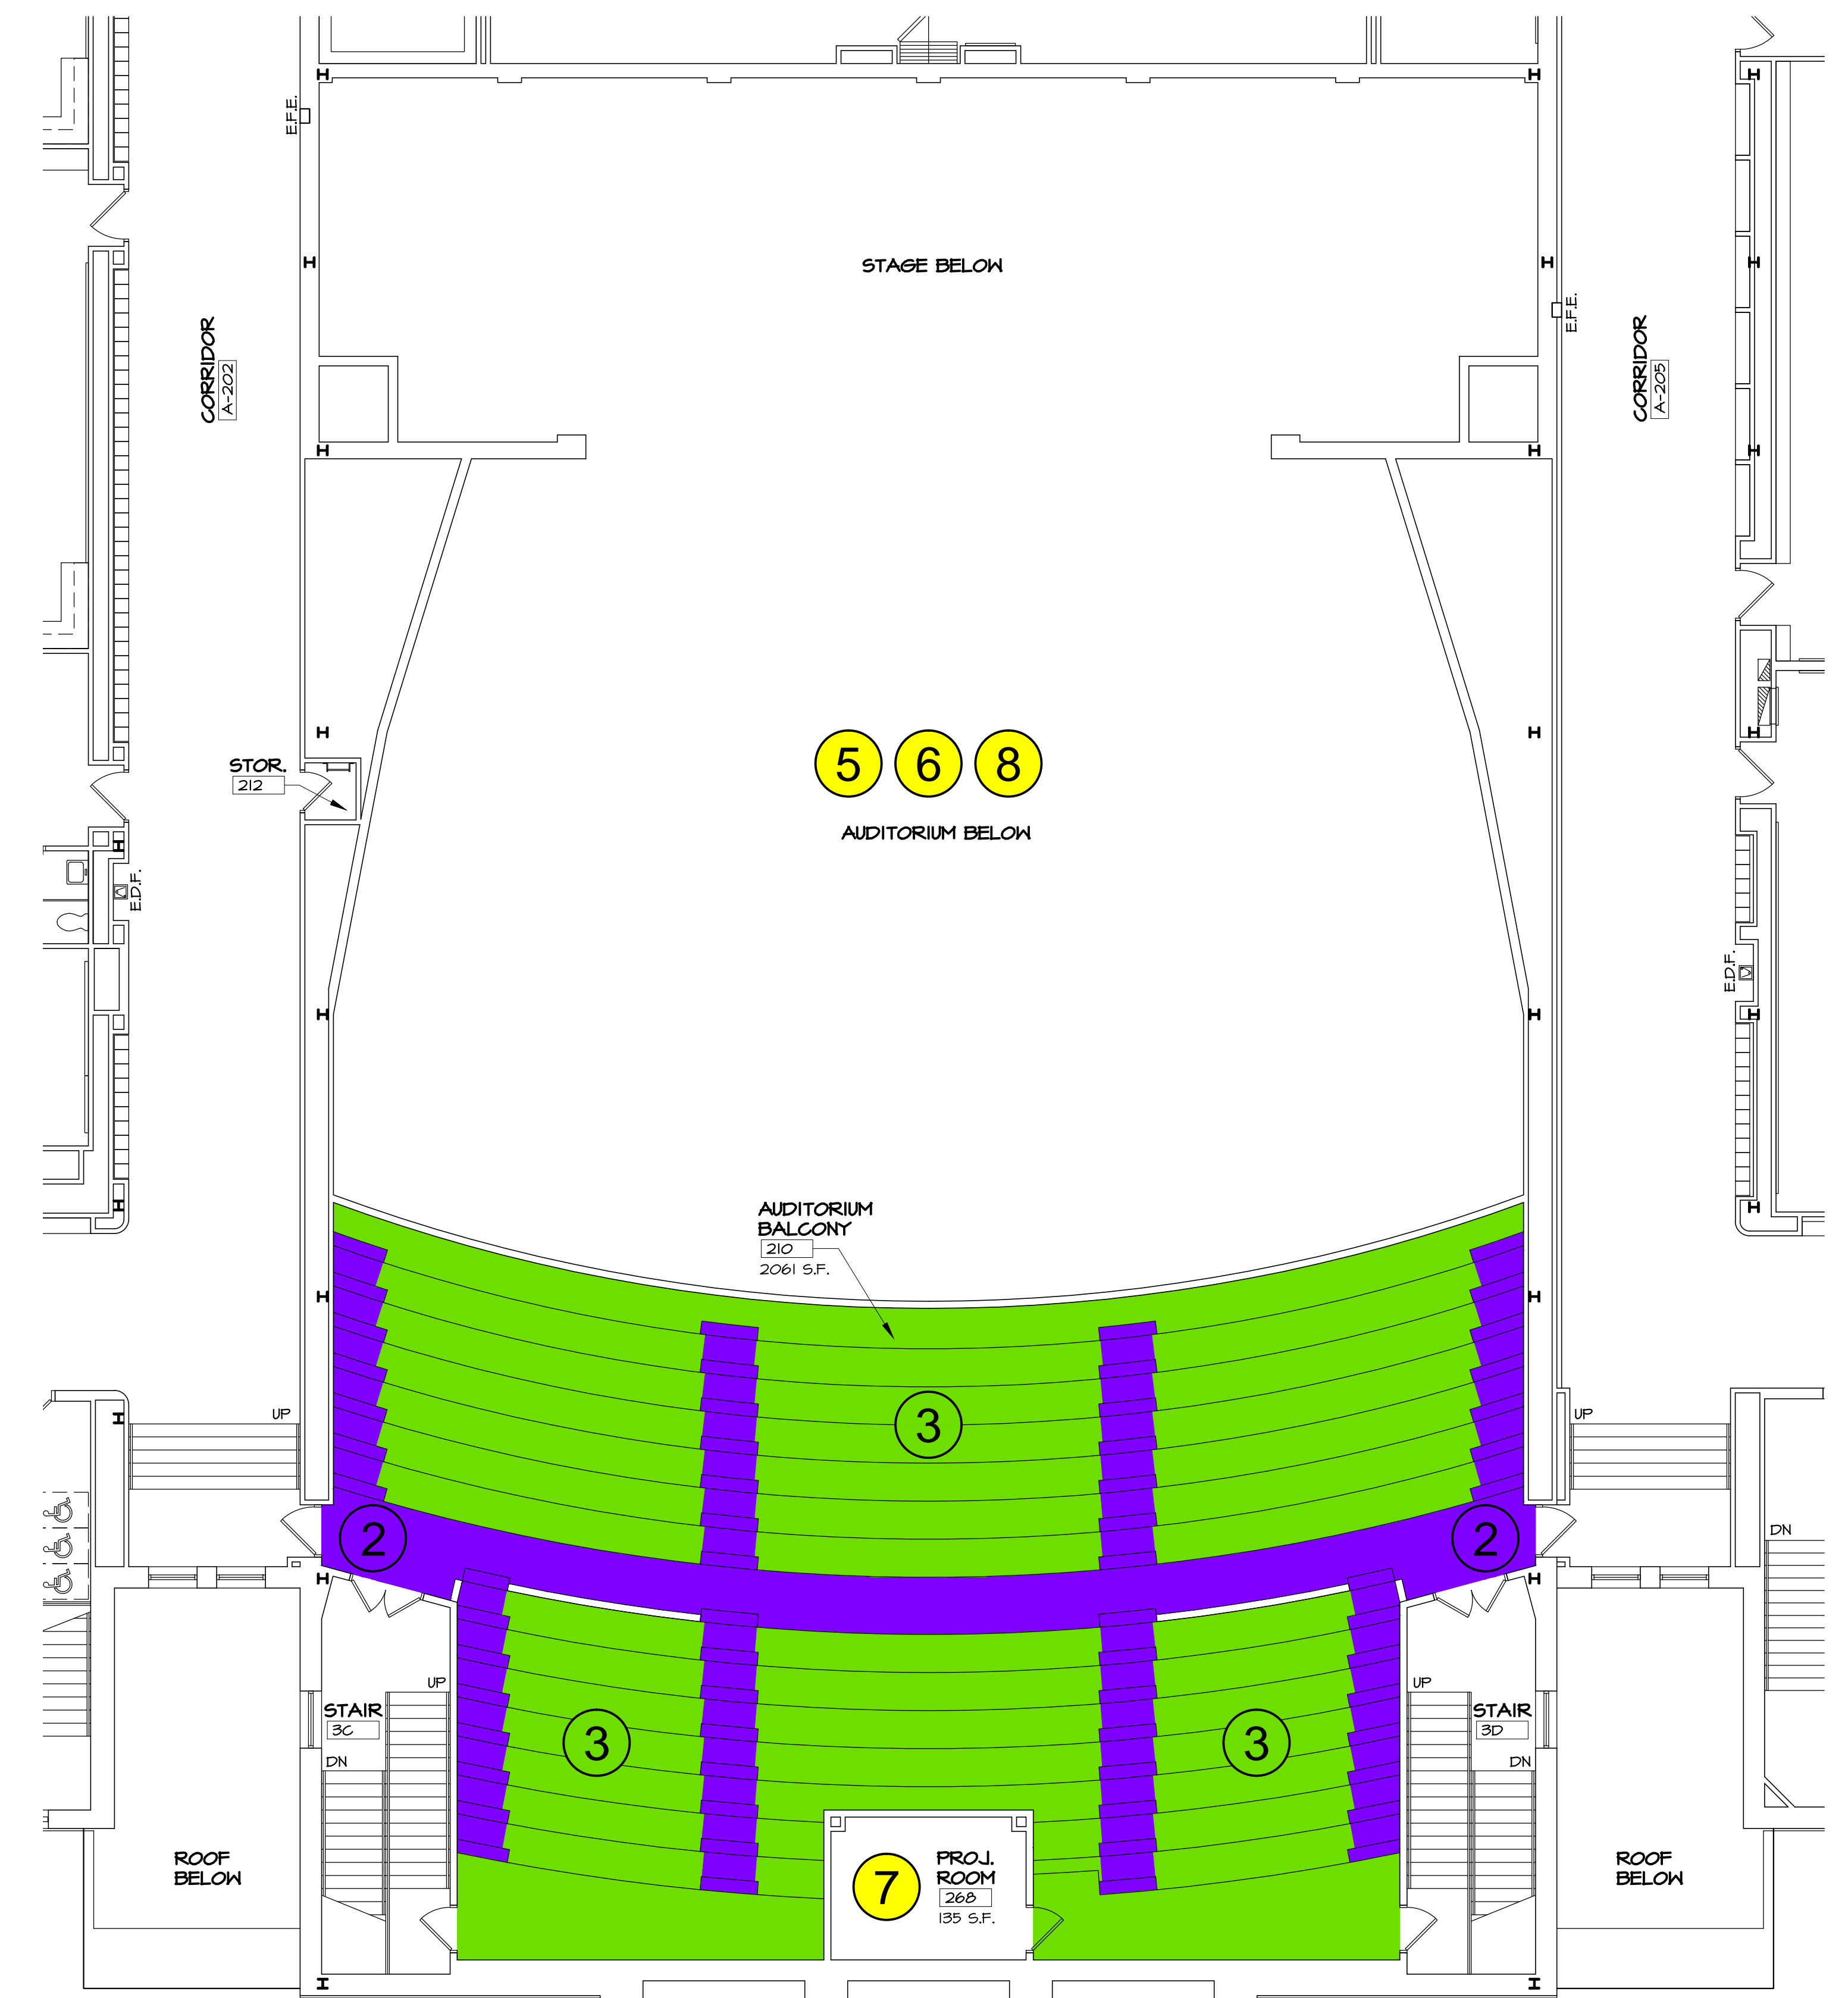 E.F.E.
STAGE BELOW
E.F.E.
CORRIDOR
A-202
CORRIDOR
A-205
STOR.
212
5 6 8
AUDITORIUM BELOW
E.D.F.
E.D.F.
AUDITORIUM
BALCONY
210
2061 S.F.
UP
3
UP
2
2
DN
UP
UP
STAIR
3C
3
3
STAIR
3D
DN
DN
ROOF
BELOW
7
PROJ.
ROOM
268
135 S.F.
ROOF
BELOW